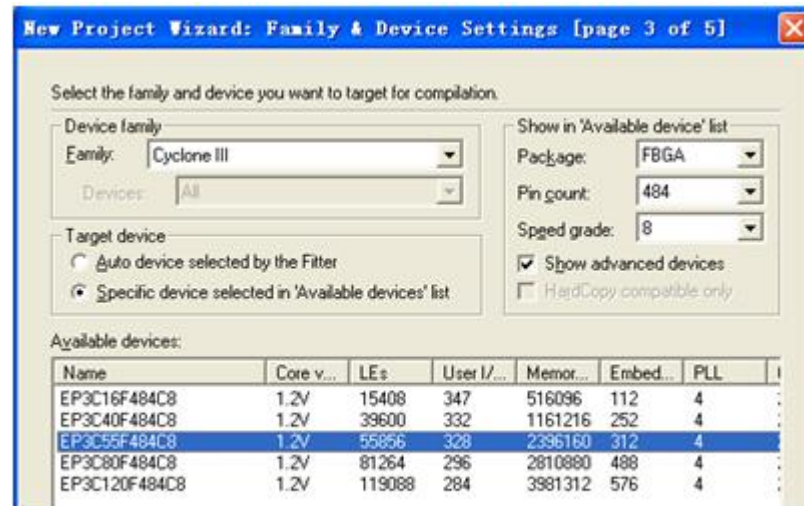 New Project Wizard: Family & Device Settings [page 3 of 5]
Select the family and device you want to target for compilation.
Device family
Family: Cyclone III
Devices: All
Show in 'Available device' list
Package: FBGA
Pin count: 484
Speed grade: 8
Show advanced devices
HardCopy compatible only
Target device
Auto device selected by the Fitter
Specific device selected in 'Available devices' list
Available devices:
Name Core v... LEs User I/... Memor... Embed... PLL
EP3C16F484C8 1.2V 15408 347 516096 112 4
EP3C40F484C8 1.2V 39600 332 1161216 252 4
EP3C55F484C8 1.2V 55856 328 2396160 312 4
EP3C80F484C8 1.2V 81264 296 2810880 488 4
EP3C120F484C8 1.2V 119088 284 3981312 576 4